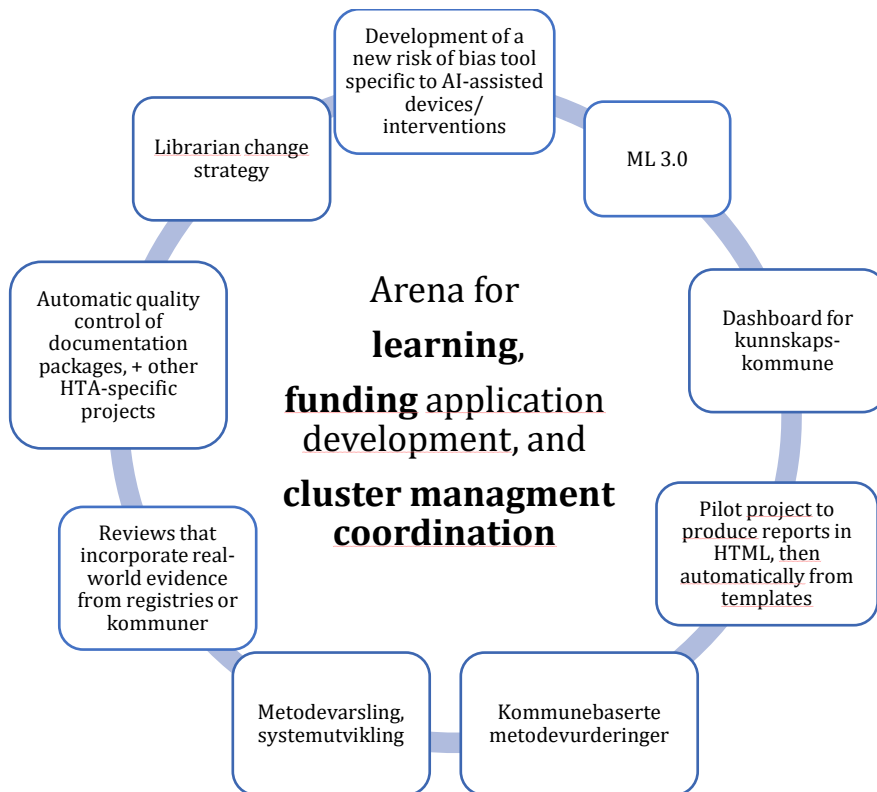 Development of a
new risk of bias tool
specific to AI-assisted
devices/
interventions
ML 3.0
Dashboard for
kunnskaps-
kommune
Pilot project to
produce reports in
HTML, then
automatically from
templates
Kommunebaserte
metodevurderinger
Metodevarsling,
systemutvikling
Reviews that
incorporate real-
world evidence
from registries or
kommuner
Automatic quality
control of
documentation
packages, + other
HTA-specific
projects
Librarian change
strategy
Arena for
learning,
funding application
development, and
cluster managment
coordination